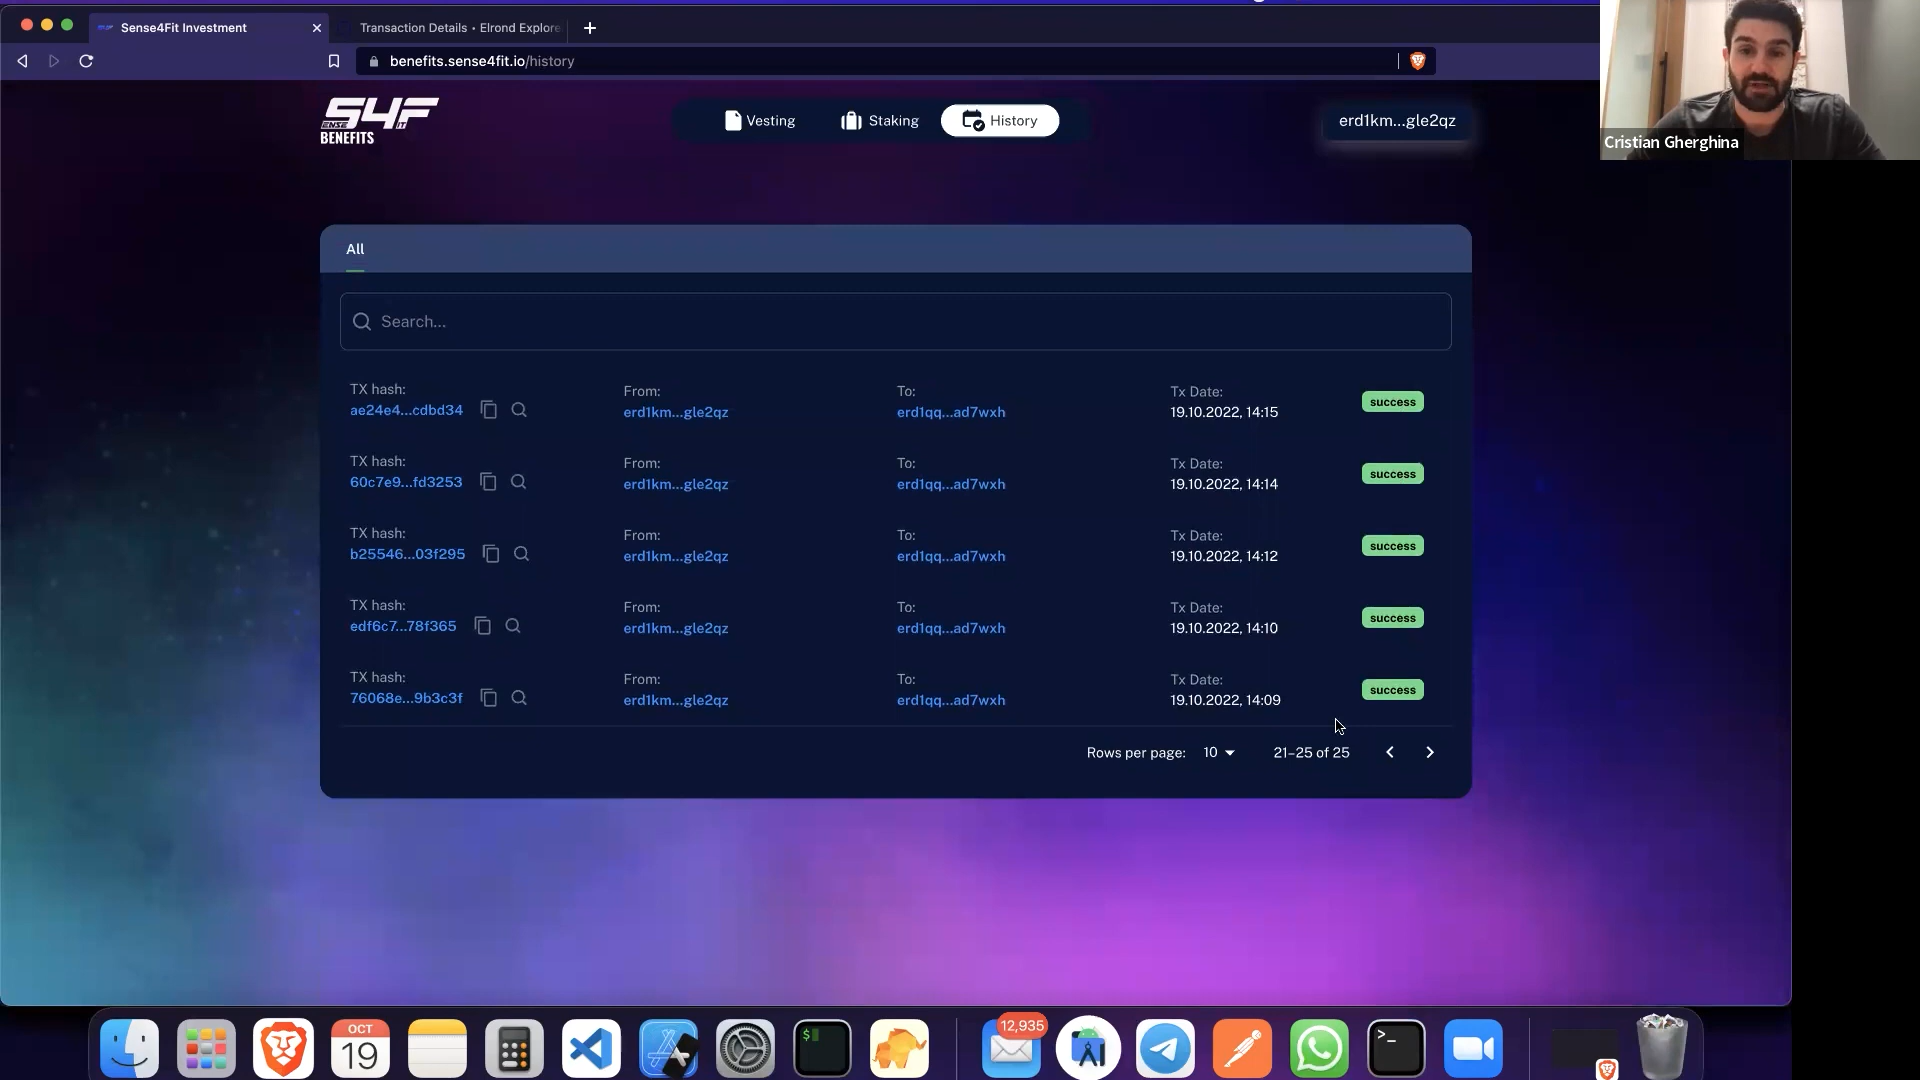 Sense4Fit Investment
Transaction Details • Elrond Explore
benefits.sense4fit.io/history
Cristian Gherghina
S4F
ENSE
IT
BENEFITS
Vesting
Staking
History
erd1km...gle2qz
All
Search...
TX hash:
From:
To:
Tx Date:
ae24e4...cdbd34
erd1km...gle2qz
erd1qq...ad7wxh
19.10.2022, 14:15
success
TX hash:
From:
To:
Tx Date:
60c7e9...fd3253
erd1km...gle2qz
erd1qq...ad7wxh
19.10.2022, 14:14
success
TX hash:
From:
To:
Tx Date:
b25546...03f295
erd1km...gle2qz
erd1qq...ad7wxh
19.10.2022, 14:12
success
TX hash:
From:
To:
Tx Date:
edf6c7...78f365
erd1km...gle2qz
erd1qq...ad7wxh
19.10.2022, 14:10
success
TX hash:
From:
To:
Tx Date:
76068e...9b3c3f
erd1km...gle2qz
erd1qq...ad7wxh
19.10.2022, 14:09
success
Rows per page: 10
21–25 of 25
OCT
19
$
12,935
>_